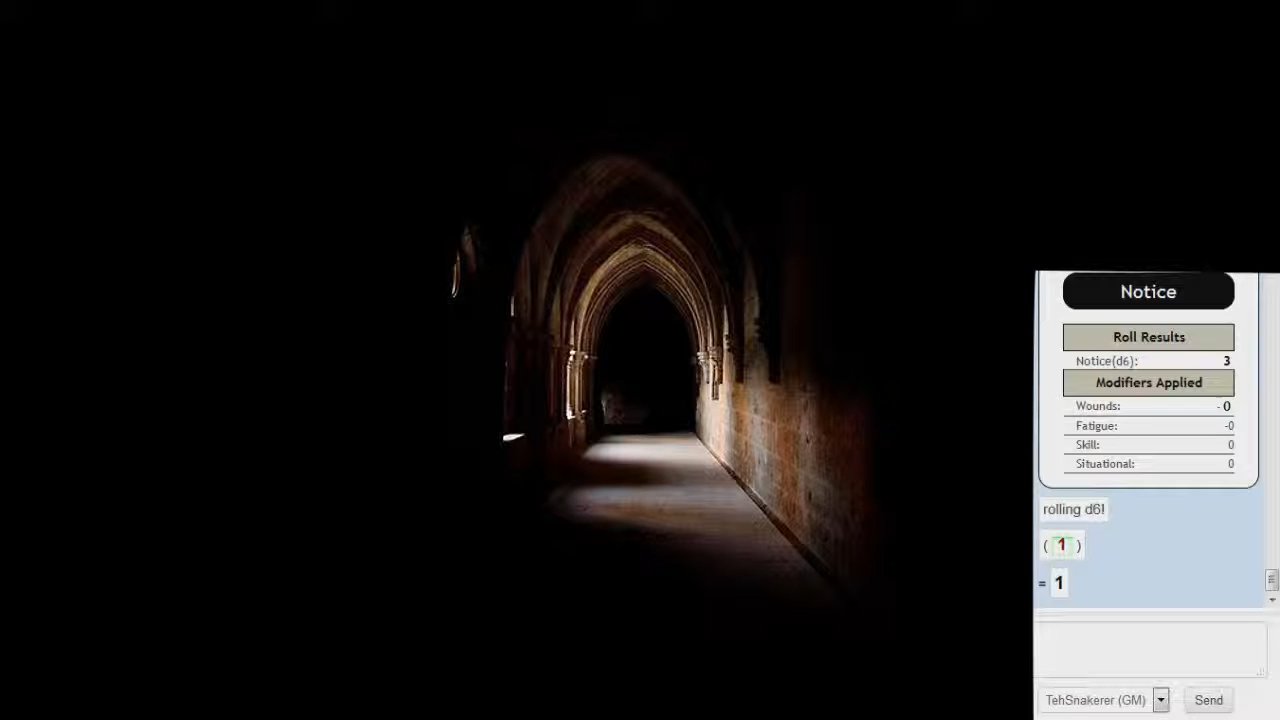 Notice
Roll Results
Notice(d6): 3
Modifiers Applied
Wounds: - 0
Fatigue: -0
Skill: 0
Situational: 0
rolling d6!
( 1 )
= 1
TehSnakerer (GM) Send